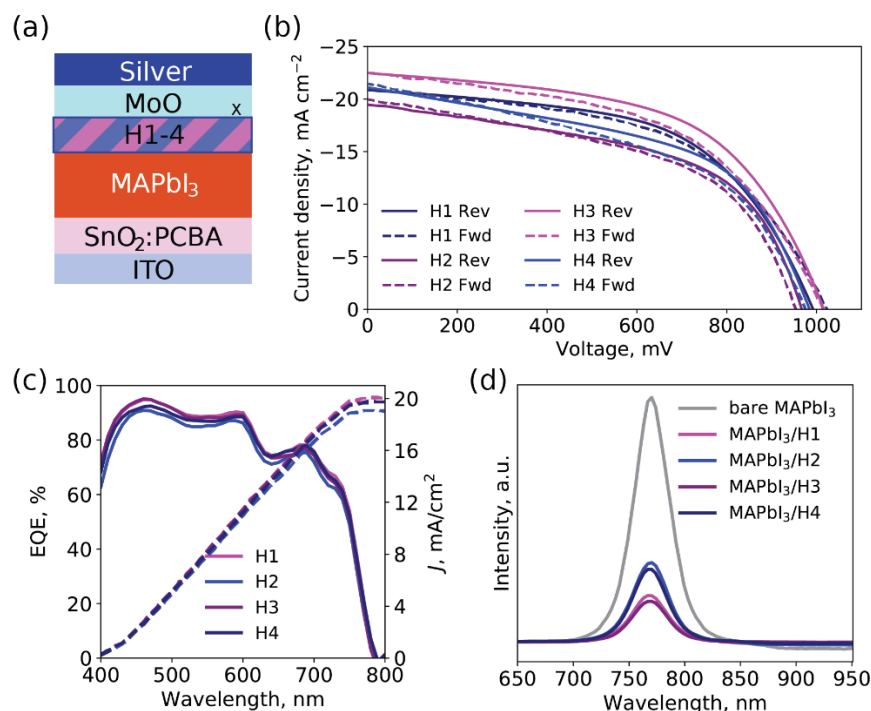 (a)
Silver
MoO x
H1-4
MAPbI₃
SnO₂:PCBA
ITO
(b)
Current density, mA cm⁻²
−25
−20
−15
−10
−5
0
H1 Rev
H1 Fwd
H2 Rev
H2 Fwd
H3 Rev
H3 Fwd
H4 Rev
H4 Fwd
0 200 400 600 800 1000
Voltage, mV
(c)
EQE, %
100
80
60
40
20
0
H1
H2
H3
H4
20
16
12
8
4
0
J, mA/cm²
400 500 600 700 800
Wavelength, nm
(d)
Intensity, a.u.
bare MAPbI₃
MAPbI₃/H1
MAPbI₃/H2
MAPbI₃/H3
MAPbI₃/H4
650 700 750 800 850 900 950
Wavelength, nm